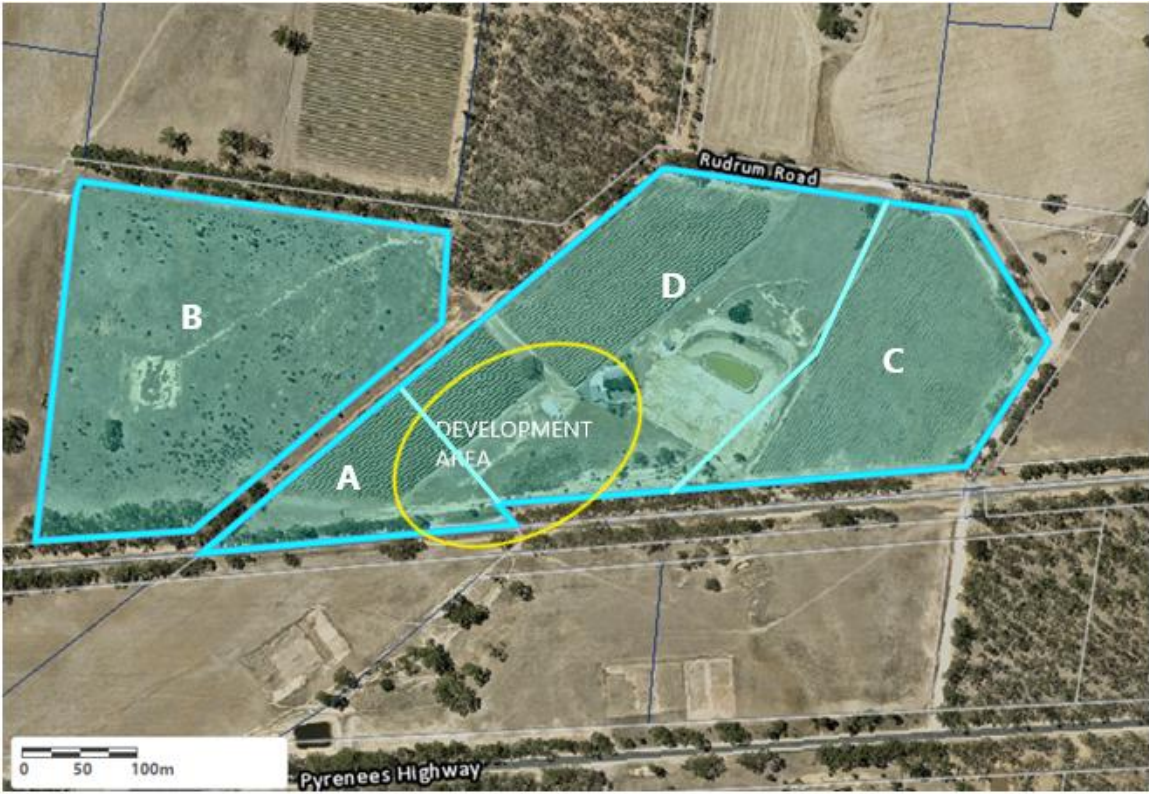 Rudrum Road
B
D
C
DEVELOPMENT
AREA
A
0 50 100m
Pyrenees Highway